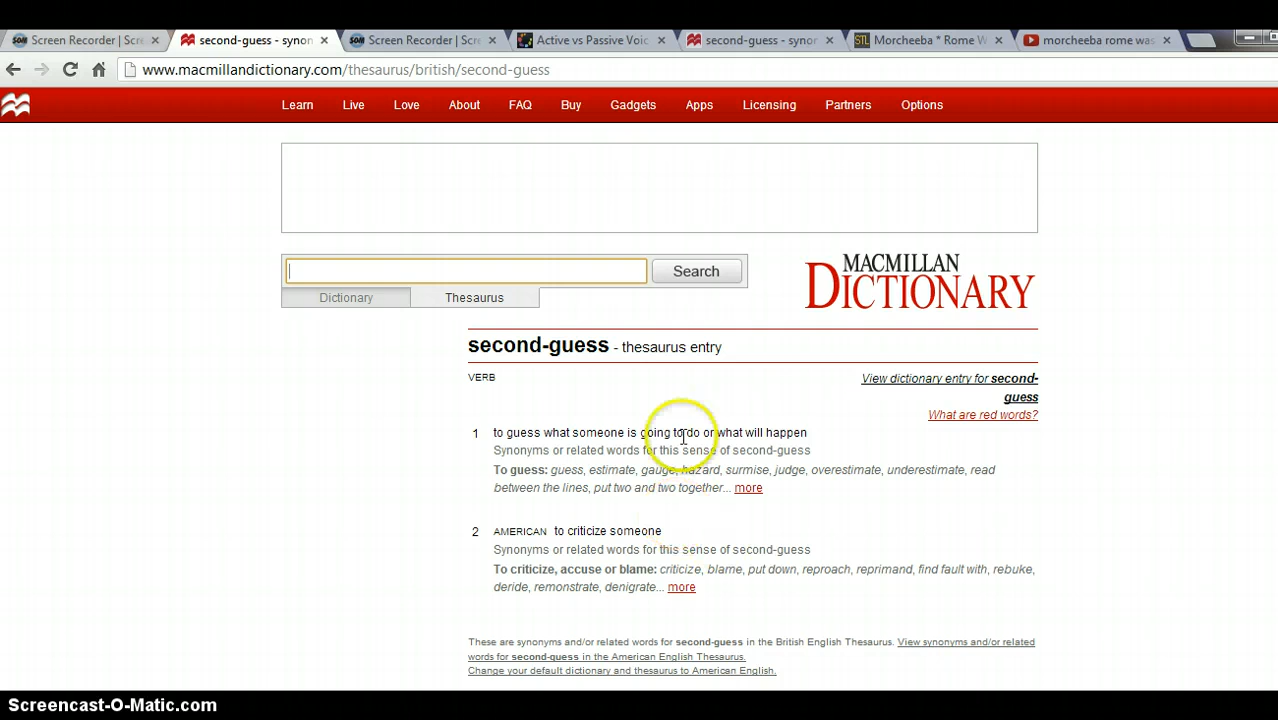 Screen Recorder | Scr
second-guess - synon
Screen Recorder | Scr
Active vs Passive Voic
second-guess - synor
STL
Morcheeba * Rome W
morcheeba rome was
www.macmillandictionary.com/thesaurus/british/second-guess
Learn Live Love About FAQ Buy Gadgets Apps Licensing Partners Options
Search
MACMILLAN
DICTIONARY
Dictionary Thesaurus
second-guess - thesaurus entry
VERB
View dictionary entry for second-
guess
What are red words?
1 to guess what someone is going to do or what will happen
Synonyms or related words for this sense of second-guess
To guess: guess, estimate, gauge, hazard, surmise, judge, overestimate, underestimate, read
between the lines, put two and two together... more
2 AMERICAN to criticize someone
Synonyms or related words for this sense of second-guess
To criticize, accuse or blame: criticize, blame, put down, reproach, reprimand, find fault with, rebuke,
deride, remonstrate, denigrate... more
These are synonyms and/or related words for second-guess in the British English Thesaurus. View synonyms and/or related
words for second-guess in the American English Thesaurus.
Change your default dictionary and thesaurus to American English.
Screencast-O-Matic.com